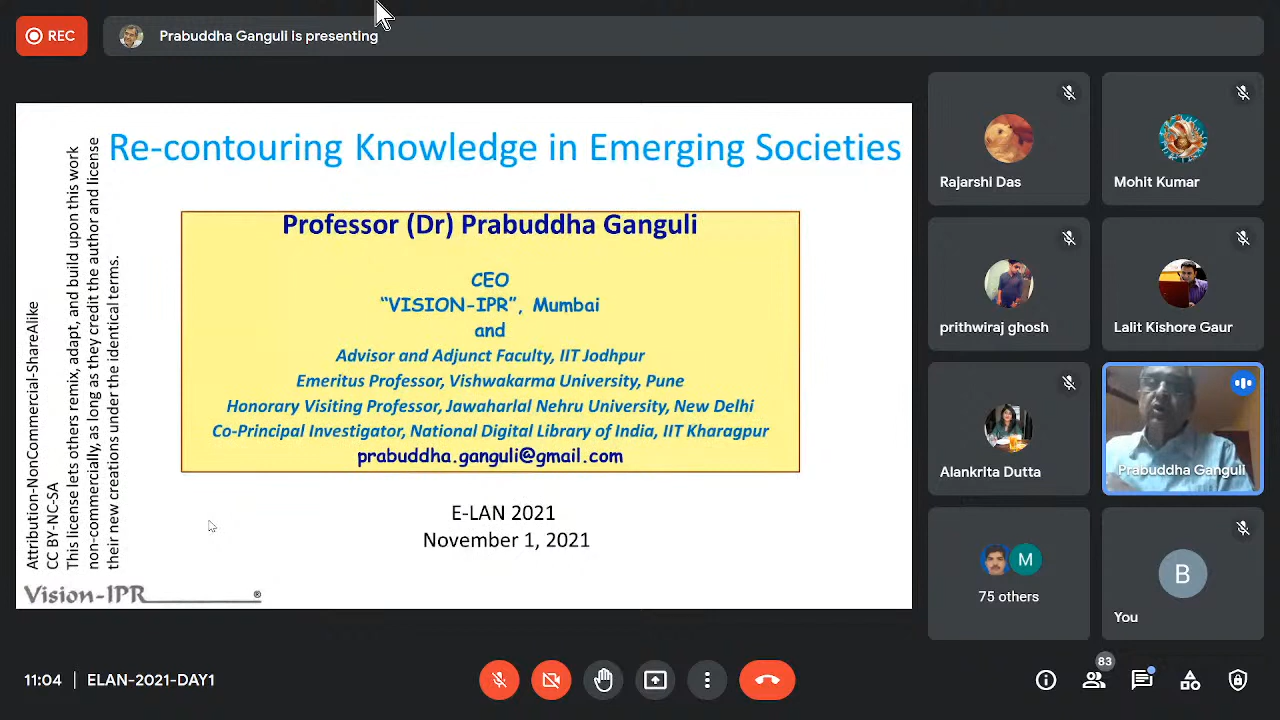 REC
Prabuddha Ganguli is presenting
Re-contouring Knowledge in Emerging Societies
Attribution-NonCommercial-ShareAlike
CC BY-NC-SA
This license lets others remix, adapt, and build upon this work
non-commercially, as long as they credit the author and license
their new creations under the identical terms.
Professor (Dr) Prabuddha Ganguli
CEO
“VISION-IPR”, Mumbai
and
Advisor and Adjunct Faculty, IIT Jodhpur
Emeritus Professor, Vishwakarma University, Pune
Honorary Visiting Professor, Jawaharlal Nehru University, New Delhi
Co-Principal Investigator, National Digital Library of India, IIT Kharagpur
prabuddha.ganguli@gmail.com
E-LAN 2021
November 1, 2021
Vision-IPR ®
Rajarshi Das
Mohit Kumar
prithwiraj ghosh
Lalit Kishore Gaur
Alankrita Dutta
Prabuddha Ganguli
M
75 others
B
You
11:04 | ELAN-2021-DAY1
83